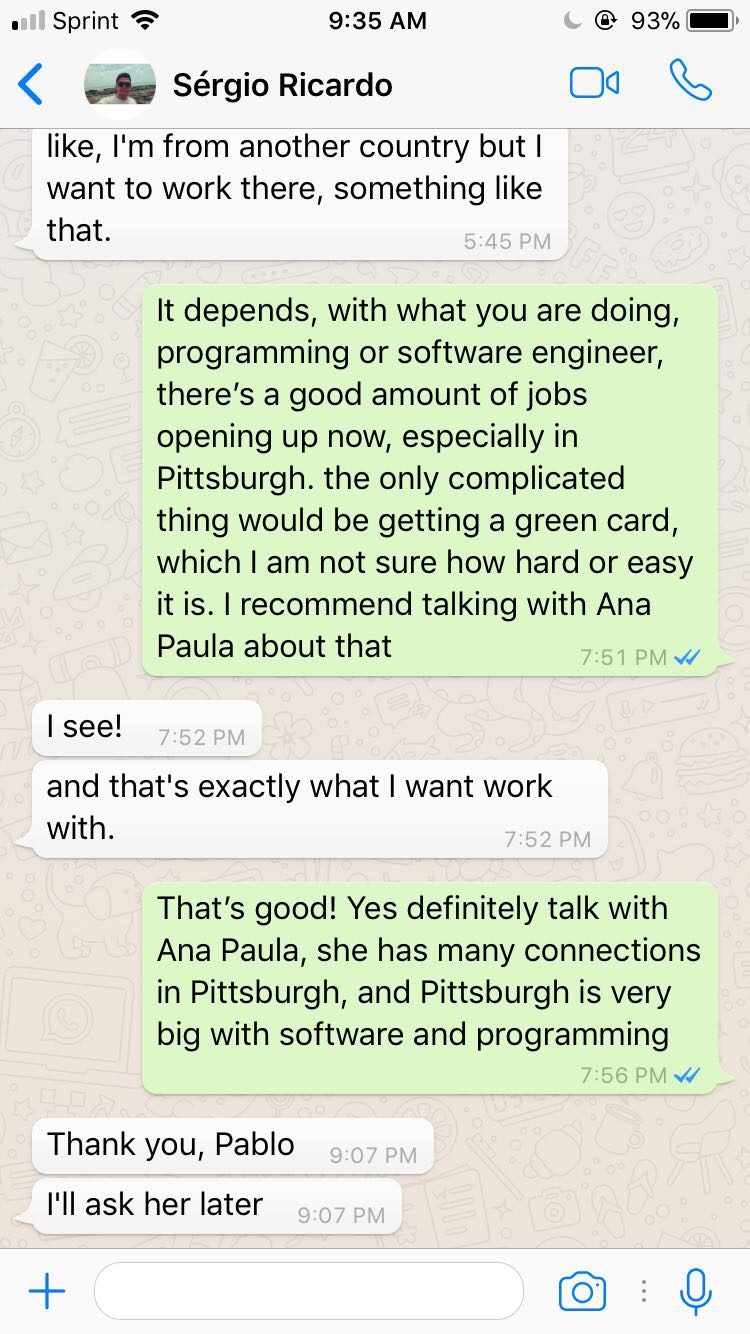 Sprint 9:35 AM 93%
Sérgio Ricardo
like, I'm from another country but I
want to work there, something like
that.
5:45 PM
It depends, with what you are doing,
programming or software engineer,
there’s a good amount of jobs
opening up now, especially in
Pittsburgh. the only complicated
thing would be getting a green card,
which I am not sure how hard or easy
it is. I recommend talking with Ana
Paula about that
7:51 PM
I see!
7:52 PM
and that's exactly what I want work
with.
7:52 PM
That’s good! Yes definitely talk with
Ana Paula, she has many connections
in Pittsburgh, and Pittsburgh is very
big with software and programming
7:56 PM
Thank you, Pablo
9:07 PM
I'll ask her later
9:07 PM